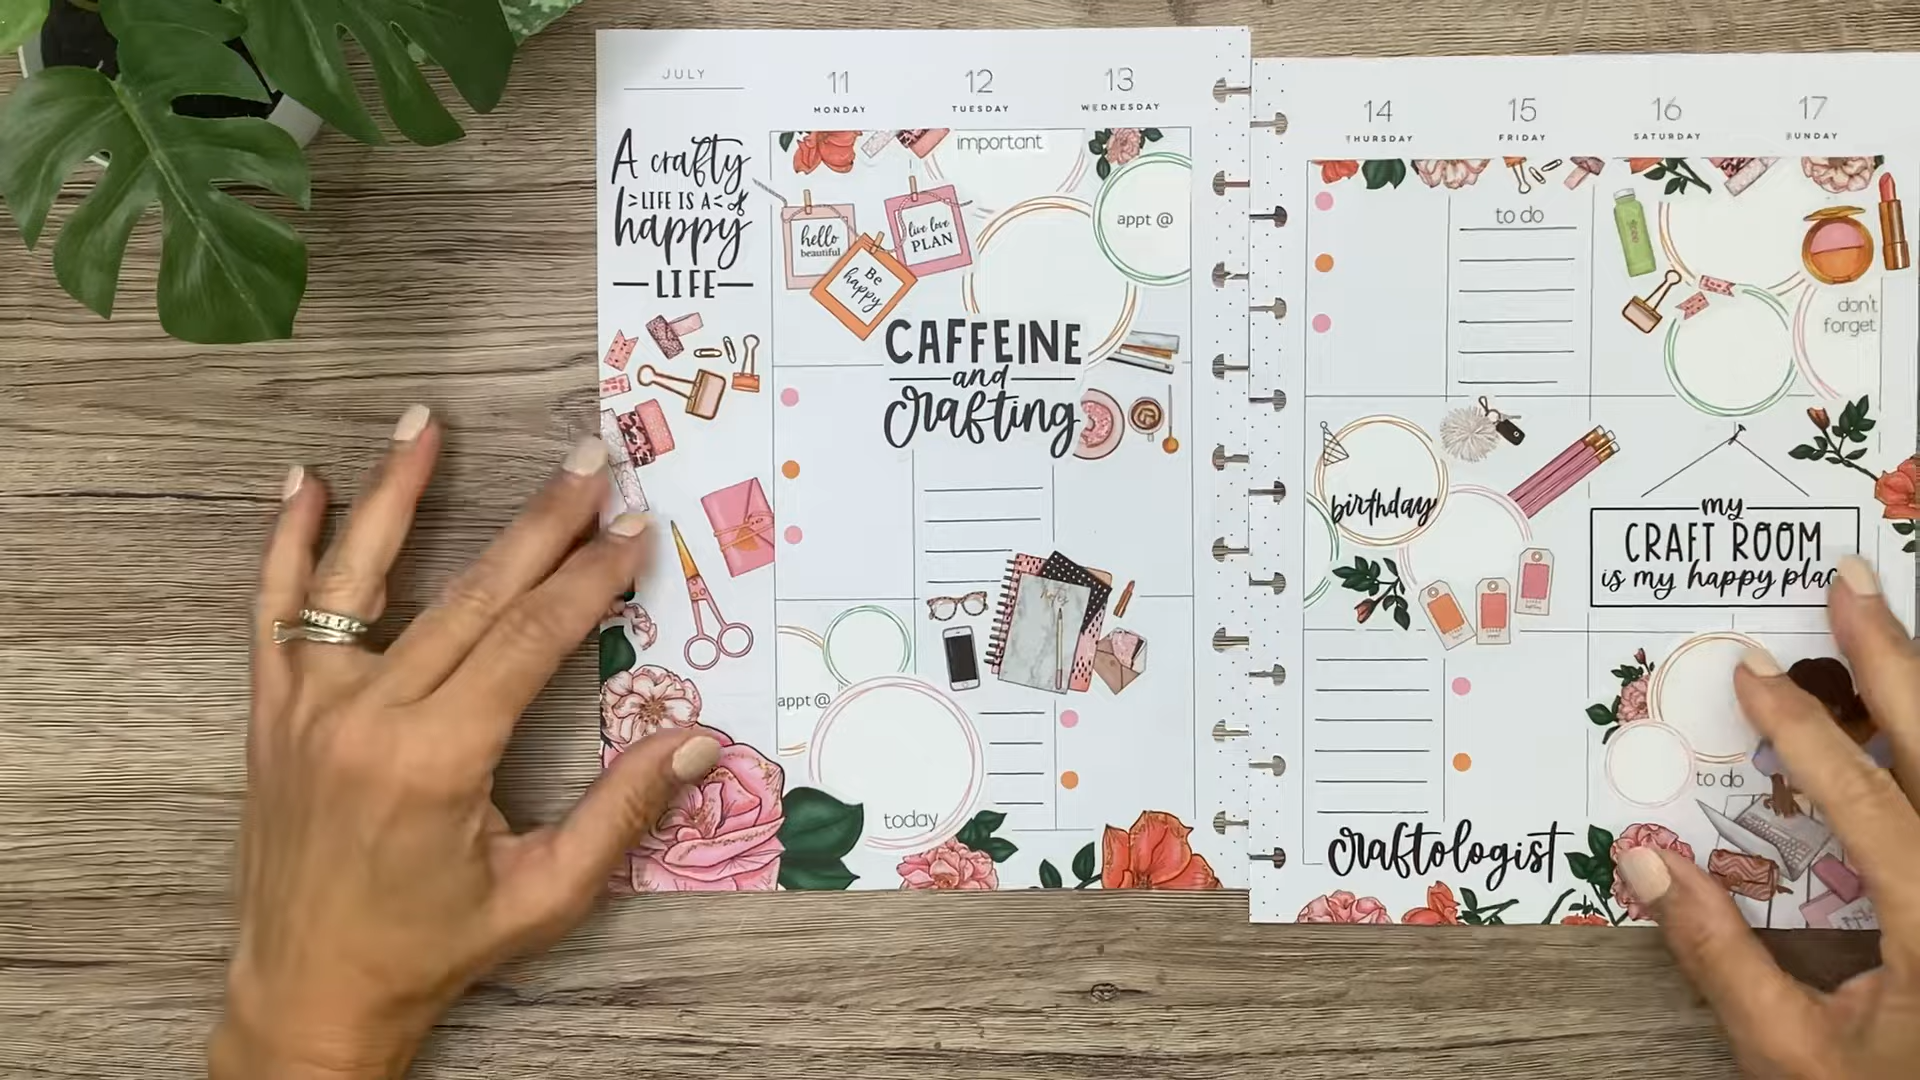 JULY
11
MONDAY
12
TUESDAY
13
WEDNESDAY
A crafty
LIFE IS A
happy
LIFE
important
appt @
hello
beautiful
live love
PLAN
Be
happy
CAFFEINE
and
Crafting
Notes
appt @
today
14
THURSDAY
15
FRIDAY
16
SATURDAY
17
SUNDAY
to do
don't
forget
birthday
my
CRAFT ROOM
is my happy
to do
craftologist